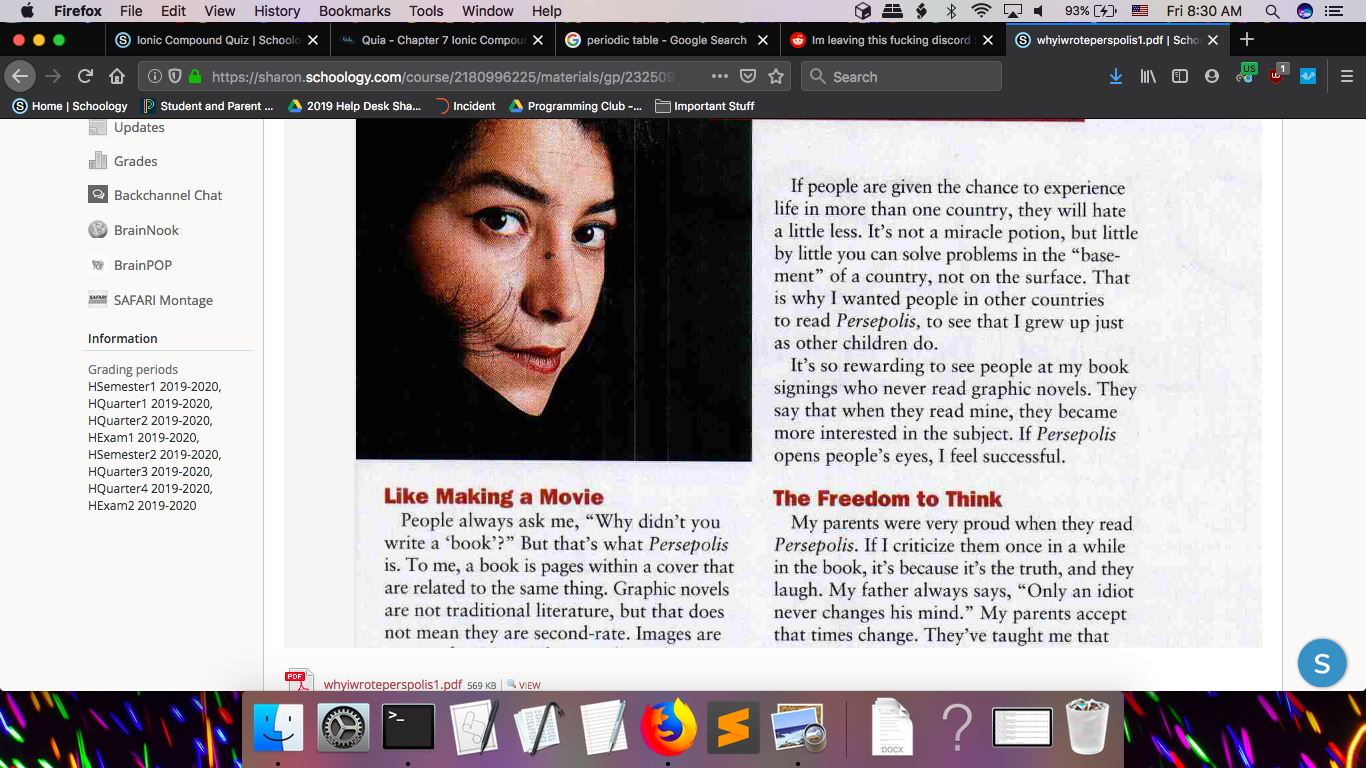 Firefox File Edit View History Bookmarks Tools Window Help 93% Fri 8:30 AM
Ionic Compound Quiz | Schoolo
Quia - Chapter 7 Ionic Compou
periodic table - Google Search
Im leaving this fucking discord
whyiwroteperspolis1.pdf | Scho
https://sharon.schoology.com/course/2180996225/materials/gp/232509
Search
US
1
Home | Schoology
Student and Parent ...
2019 Help Desk Sha...
Incident
Programming Club -...
Important Stuff
Updates
Grades
Backchannel Chat
BrainNook
BrainPOP
SAFARI Montage
Information
Grading periods
HSemester1 2019-2020,
HQuarter1 2019-2020,
HQuarter2 2019-2020,
HExam1 2019-2020,
HSemester2 2019-2020,
HQuarter3 2019-2020,
HQuarter4 2019-2020,
HExam2 2019-2020
Like Making a Movie
People always ask me, “Why didn’t you
write a ‘book’?” But that’s what Persepolis
is. To me, a book is pages within a cover that
are related to the same thing. Graphic novels
are not traditional literature, but that does
not mean they are second-rate. Images are
If people are given the chance to experience
life in more than one country, they will hate
a little less. It’s not a miracle potion, but little
by little you can solve problems in the “base-
ment” of a country, not on the surface. That
is why I wanted people in other countries
to read Persepolis, to see that I grew up just
as other children do.
It’s so rewarding to see people at my book
signings who never read graphic novels. They
say that when they read mine, they became
more interested in the subject. If Persepolis
opens people’s eyes, I feel successful.
The Freedom to Think
My parents were very proud when they read
Persepolis. If I criticize them once in a while
in the book, it’s because it’s the truth, and they
laugh. My father always says, “Only an idiot
never changes his mind.” My parents accept
that times change. They’ve taught me that
PDF
whyiwroteperspolis1.pdf 569 KB | VIEW
S
>_
DOCX